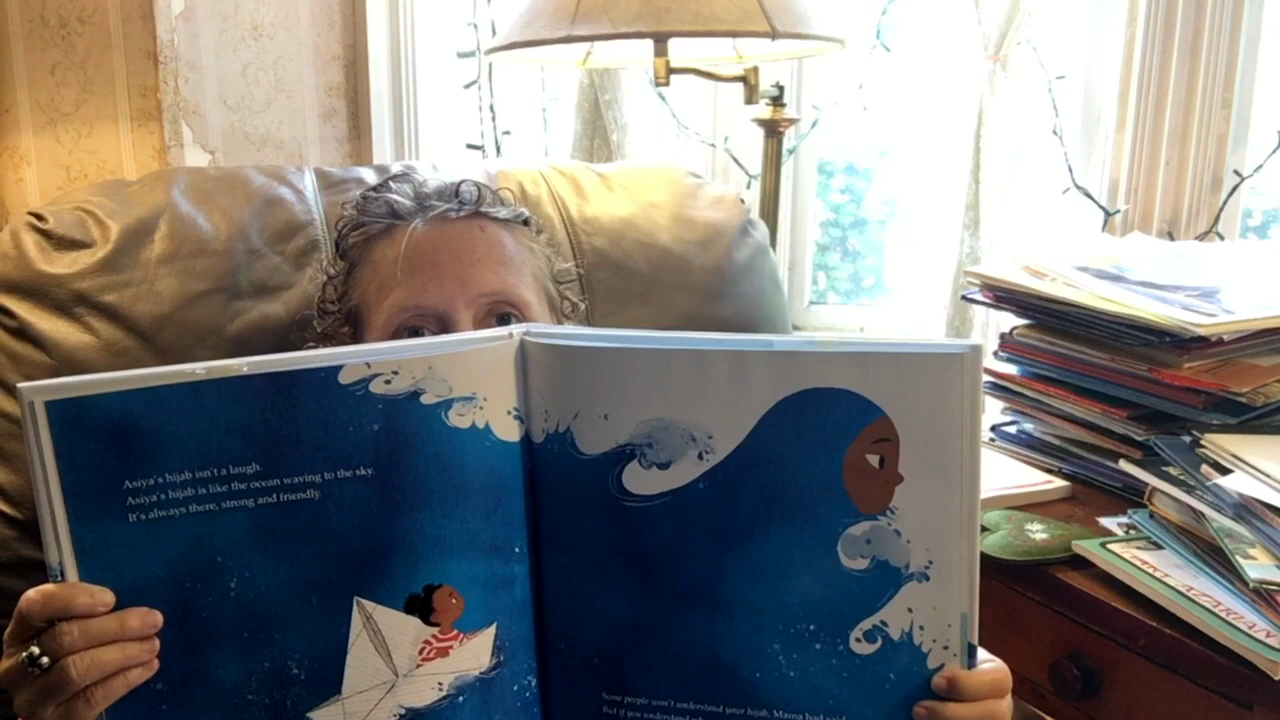 Asiya's hijab isn't a laugh.
Asiya's hijab is like the ocean waving to the sky.
It's always there, strong and friendly.
Some people won't understand your hijab, Mama had said.
But if you understand
AZARIAN